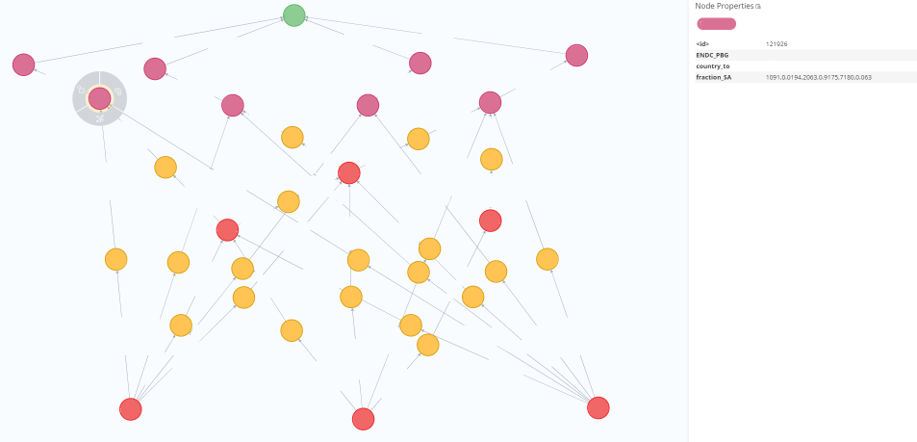 Node Properties
<id> 121926
ENDC_PBG
country_to
fraction_SA 1091.0.0194.2063.0.9175.7180.0.063